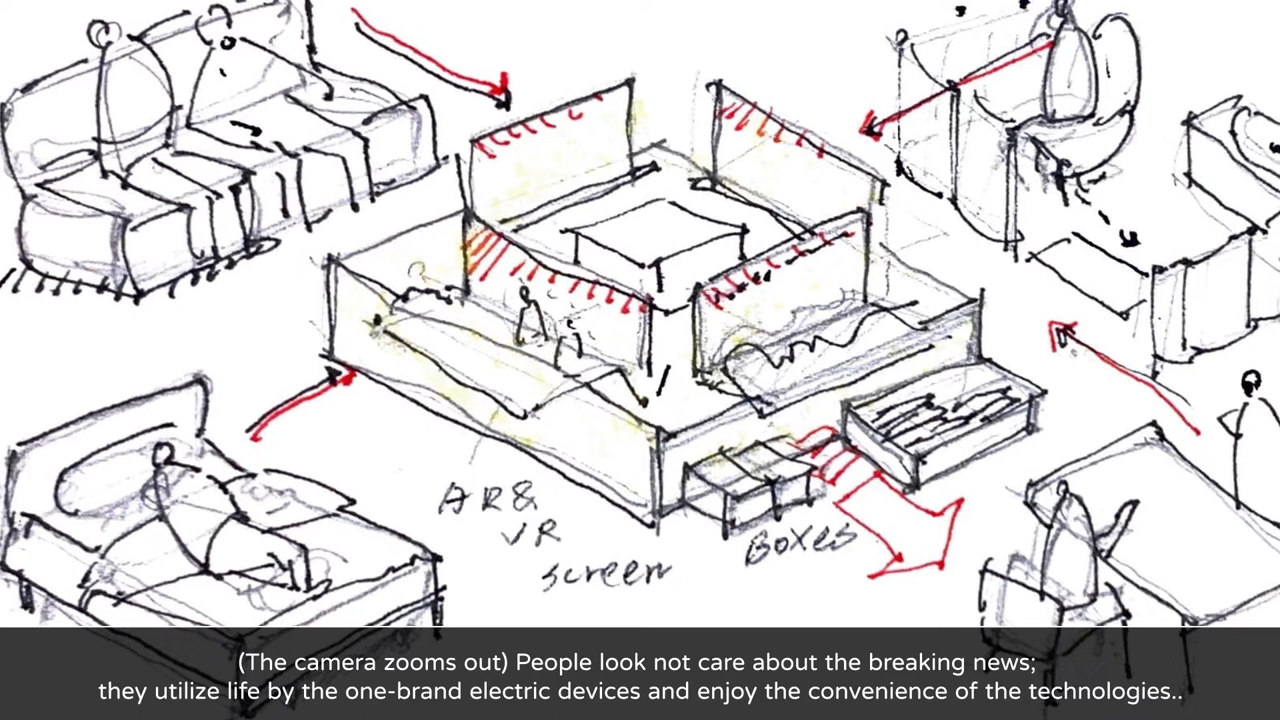 AR&
VR
screen
Boxes
(The camera zooms out) People look not care about the breaking news;
they utilize life by the one-brand electric devices and enjoy the convenience of the technologies..